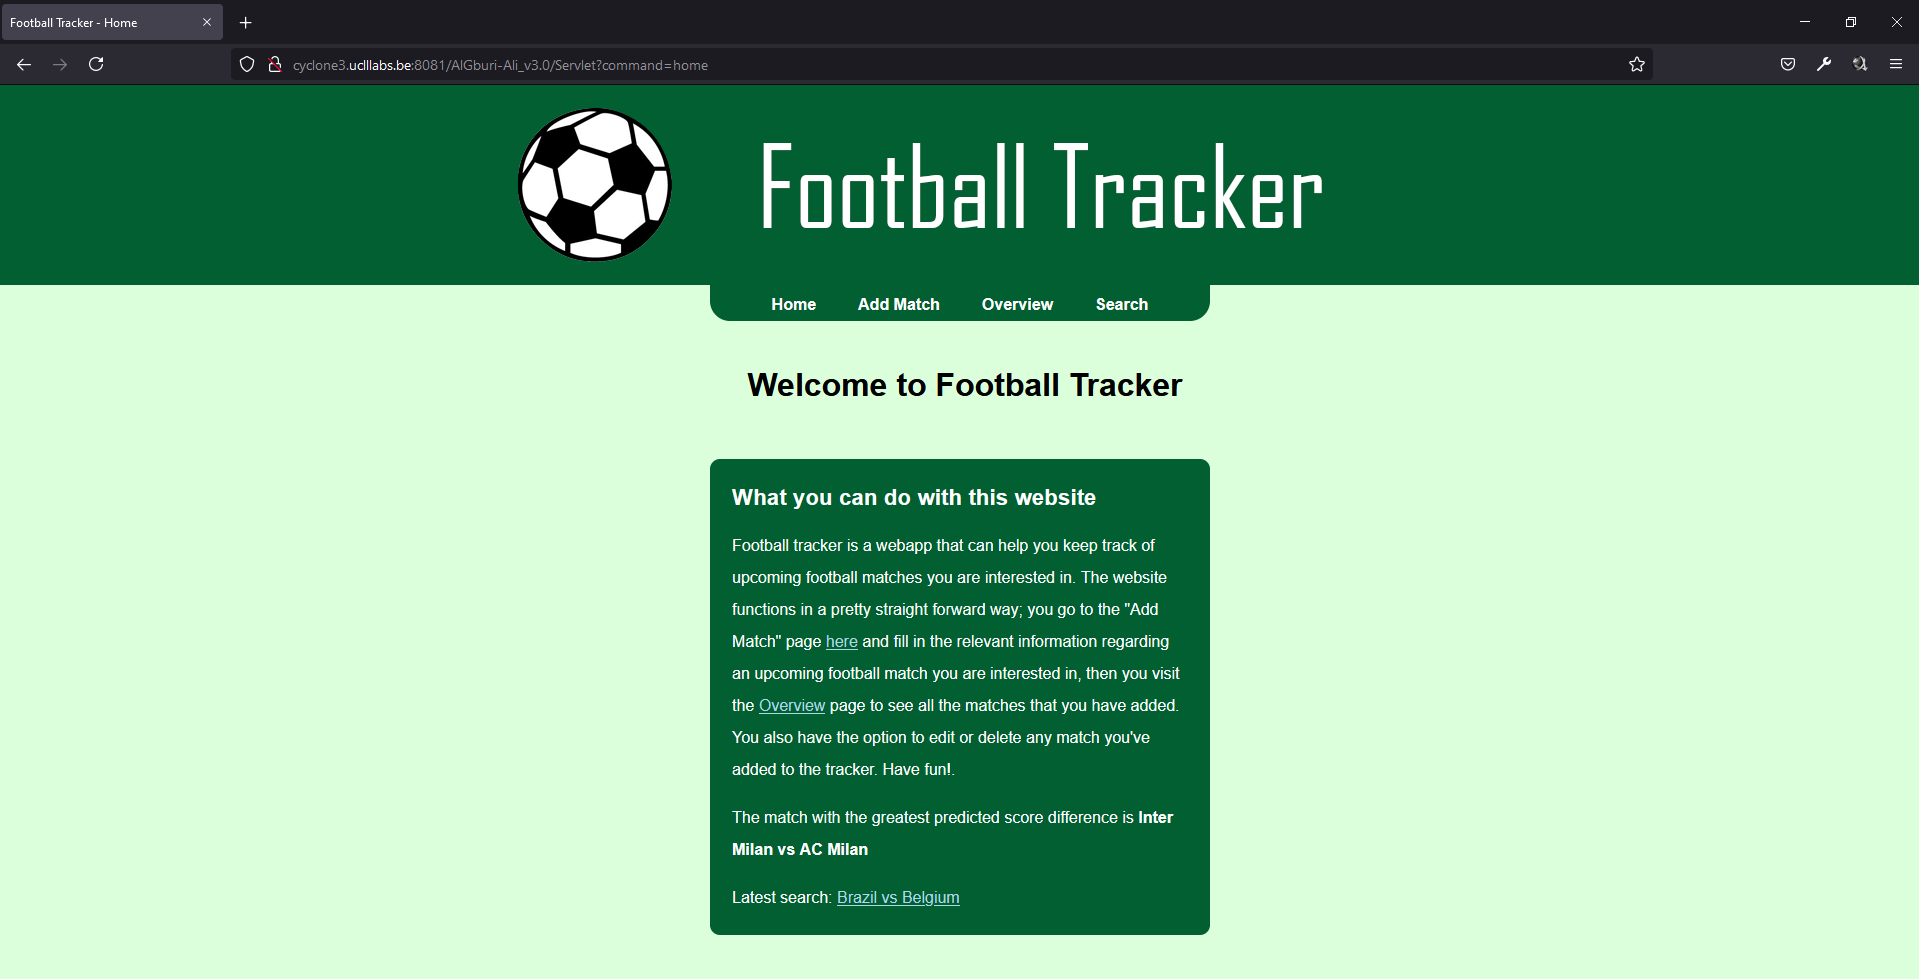 Football Tracker - Home
cyclone3.ucllabs.be:8081/AlGburi-Ali_v3.0/Servlet?command=home
Football Tracker
Home Add Match Overview Search
Welcome to Football Tracker
What you can do with this website
Football tracker is a webapp that can help you keep track of
upcoming football matches you are interested in. The website
functions in a pretty straight forward way; you go to the "Add
Match" page here and fill in the relevant information regarding
an upcoming football match you are interested in, then you visit
the Overview page to see all the matches that you have added.
You also have the option to edit or delete any match you've
added to the tracker. Have fun!.
The match with the greatest predicted score difference is Inter
Milan vs AC Milan
Latest search: Brazil vs Belgium